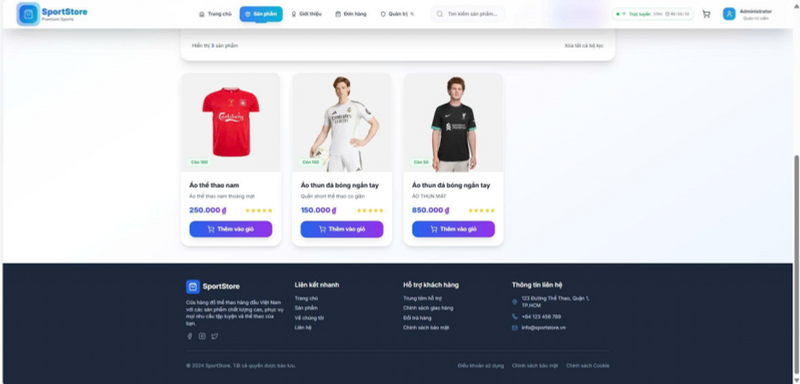 SportStore
Premium Sports
Trang chủ
Sản phẩm
Giới thiệu
Đơn hàng
Quản trị
Tìm kiếm sản phẩm...
Trực tuyến
Administrator
Quản trị viên
Hiển thị 3 sản phẩm
Xóa tất cả bộ lọc
Carlsberg
Còn 100
Áo thể thao nam
Áo thể thao nam thoáng mát
250.000 ₫
Thêm vào giỏ
Còn 150
Áo thun đá bóng ngắn tay
Quần short thể thao co giãn
150.000 ₫
Thêm vào giỏ
Còn 50
Áo thun đá bóng ngắn tay
ÁO THUN MÁT
850.000 ₫
Thêm vào giỏ
SportStore
Cửa hàng đồ thể thao hàng đầu Việt Nam
với các sản phẩm chất lượng cao, phục vụ
mọi nhu cầu tập luyện và thể thao của
bạn.
Liên kết nhanh
Trang chủ
Sản phẩm
Về chúng tôi
Liên hệ
Hỗ trợ khách hàng
Trung tâm hỗ trợ
Chính sách giao hàng
Đổi trả hàng
Chính sách bảo mật
Thông tin liên hệ
123 Đường Thể Thao, Quận 1,
TP.HCM
+84 123 456 789
info@sportstore.vn
© 2024 SportStore. Tất cả quyền được bảo lưu.
Điều khoản sử dụng
Chính sách bảo mật
Chính sách Cookie